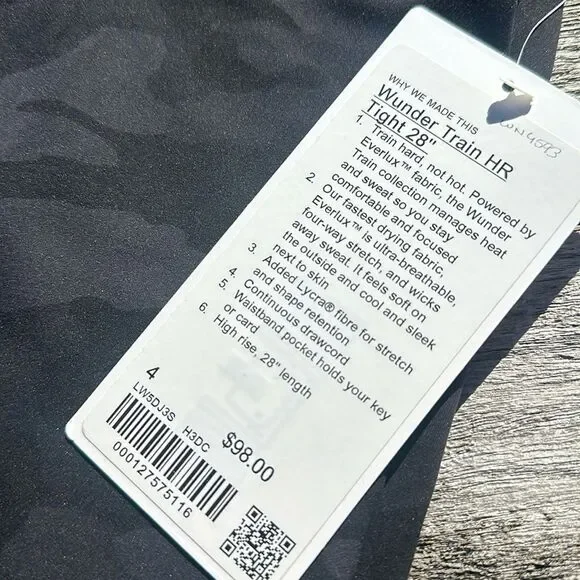 WHY WE MADE THIS
Wunder Train HR
Tight 28"
1. Train hard, not hot. Powered by
Everlux™ fabric, the Wunder
Train collection manages heat
and sweat so you stay
comfortable and focused
2. Our fastest drying fabric,
Everlux™ is ultra-breathable,
four-way stretch, and wicks
away sweat. It feels soft on
the outside and cool and sleek
next to skin
3. Added Lycra® fibre for stretch
and shape retention
4. Continuous drawcord
5. Waistband pocket holds your key
or card
6. High rise, 28" length
4
LW5DJ3S H3DC
$98.00
000127575116